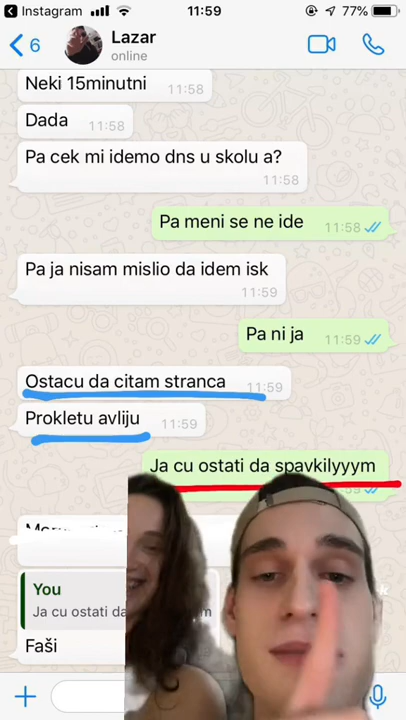 Instagram 11:59 77%
6 Lazar
online
Neki 15minutni 11:58
Dada 11:58
Pa cek mi idemo dns u skolu a?
11:58
Pa meni se ne ide 11:58
Pa ja nisam mislio da idem isk
11:59
Pa ni ja 11:59
Ostacu da citam stranca 11:59
Prokletu avliju 11:59
Ja cu ostati da spavkilyyym
You
Ja cu ostati da
Faši